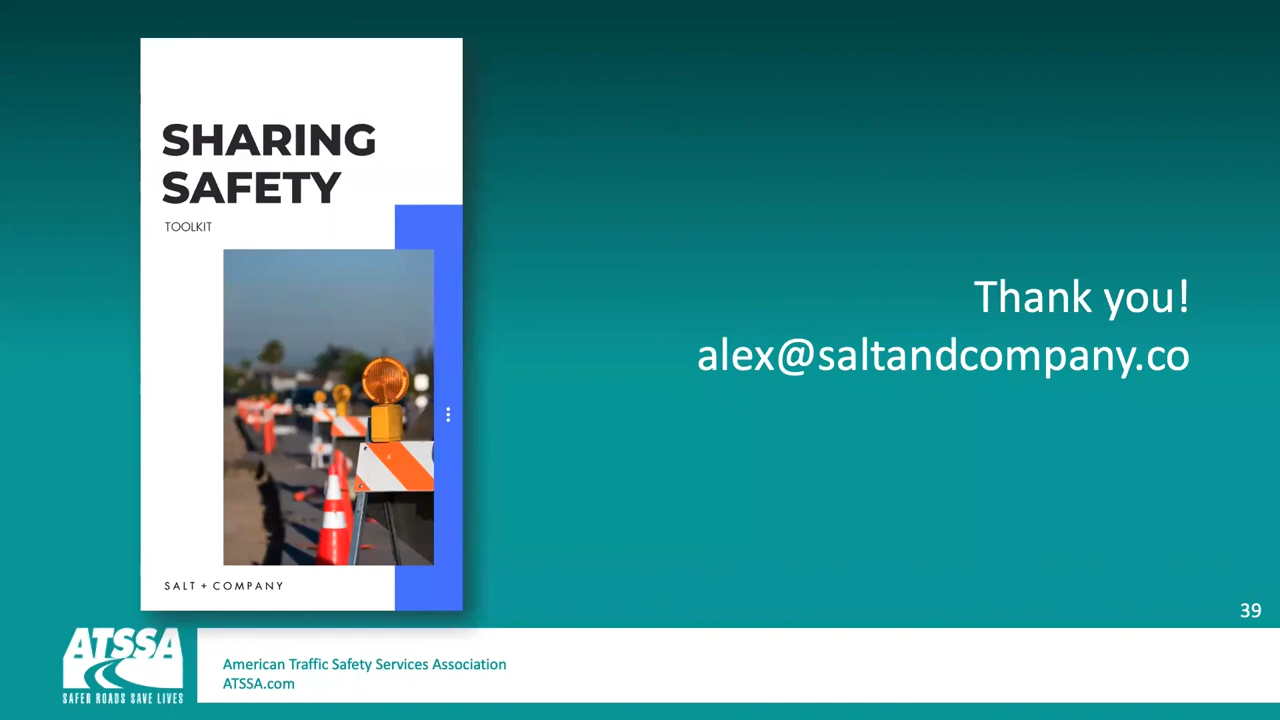 SHARING
SAFETY
TOOLKIT
SALT + COMPANY
Thank you!
alex@saltandcompany.co
39
ATSSA
SAFER ROADS SAVE LIVES
American Traffic Safety Services Association
ATSSA.com